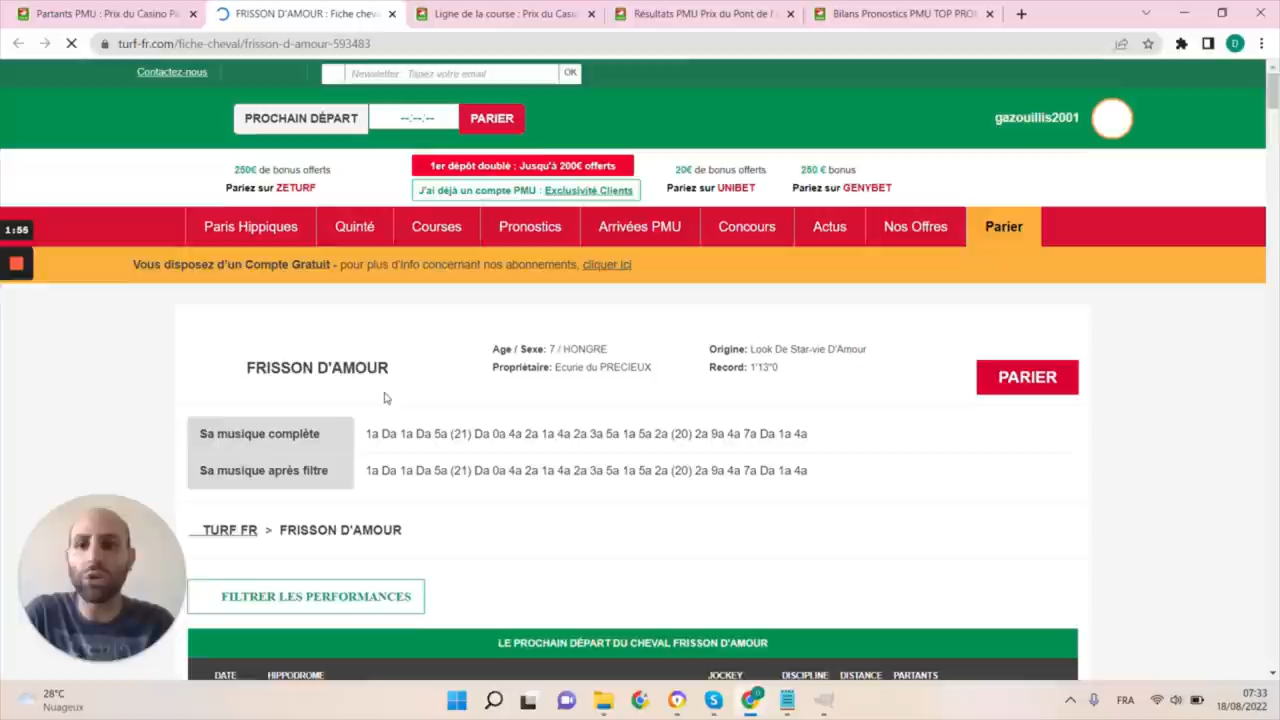 Partants PMU : Prix du Casino Pa
FRISSON D'AMOUR : Fiche chev
Ligne de la course : Prix du Casi
Résultats PMU Prix du Pont de l'
Bilans Pronostics PMU TOP PRO
turf-fr.com/fiche-cheval/frisson-d-amour-593483
D
Contactez-nous
Newsletter : Tapez votre email
OK
PROCHAIN DÉPART
--:--:--
PARIER
gazouillis2001
250€ de bonus offerts
Pariez sur ZETURF
1er dépôt doublé : Jusqu'à 200€ offerts
J'ai déjà un compte PMU : Exclusivité Clients
20€ de bonus offerts
Pariez sur UNIBET
250 € bonus
Pariez sur GENYBET
1:55
Paris Hippiques
Quinté
Courses
Pronostics
Arrivées PMU
Concours
Actus
Nos Offres
Parier
Vous disposez d'un Compte Gratuit - pour plus d'info concernant nos abonnements, cliquer ici
FRISSON D'AMOUR
Age / Sexe: 7 / HONGRE
Propriétaire: Ecurie du PRECIEUX
Origine: Look De Star-vie D'Amour
Record: 1'13"0
PARIER
Sa musique complète
1a Da 1a Da 5a (21) Da 0a 4a 2a 1a 4a 2a 3a 5a 1a 5a 2a (20) 2a 9a 4a 7a Da 1a 4a
Sa musique après filtre
1a Da 1a Da 5a (21) Da 0a 4a 2a 1a 4a 2a 3a 5a 1a 5a 2a (20) 2a 9a 4a 7a Da 1a 4a
TURF FR > FRISSON D'AMOUR
FILTRER LES PERFORMANCES
LE PROCHAIN DÉPART DU CHEVAL FRISSON D'AMOUR
DATE
HIPPODROME
JOCKEY
DISCIPLINE
DISTANCE
PARTANTS
28°C
Nuageux
FRA
07:33
18/08/2022